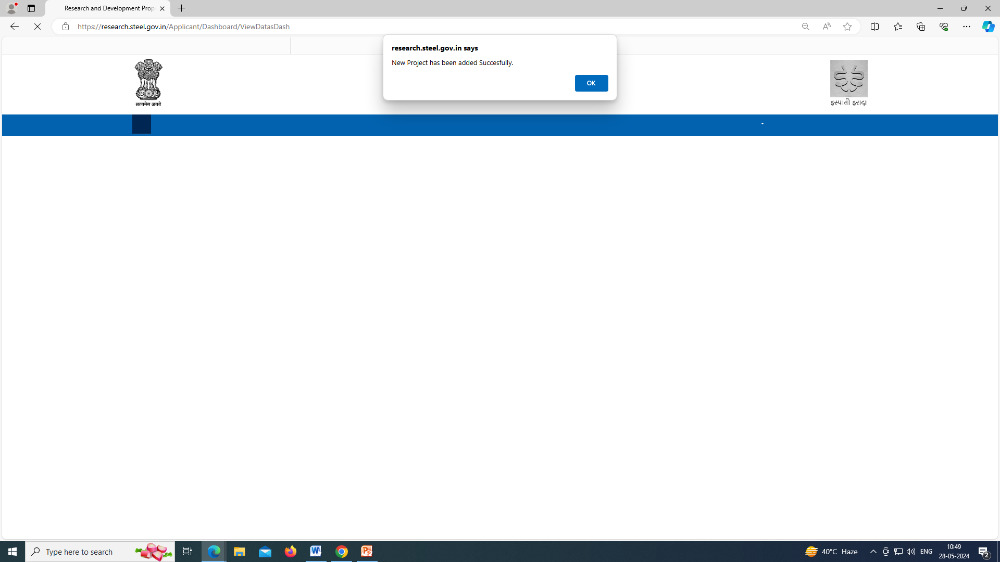 Research and Development Prop
https://research.steel.gov.in/Applicant/Dashboard/ViewDatasDash
research.steel.gov.in says
New Project has been added Succesfully.
OK
सत्यमेव जयते
इस्पाती इरादा
Type here to search
40°C Haze
ENG
10:49
28-05-2024
2